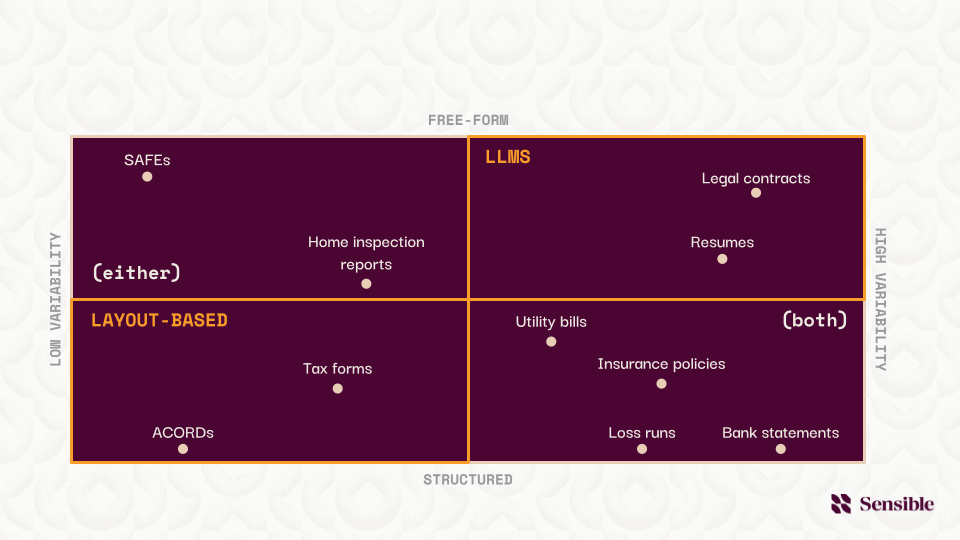 FREE-FORM
SAFEs
LLMS
Legal contracts
Home inspection
reports
Resumes
(either)
LOW VARIABILITY
HIGH VARIABILITY
LAYOUT-BASED
Utility bills
(both)
Tax forms
Insurance policies
ACORDs
Loss runs
Bank statements
STRUCTURED
Sensible